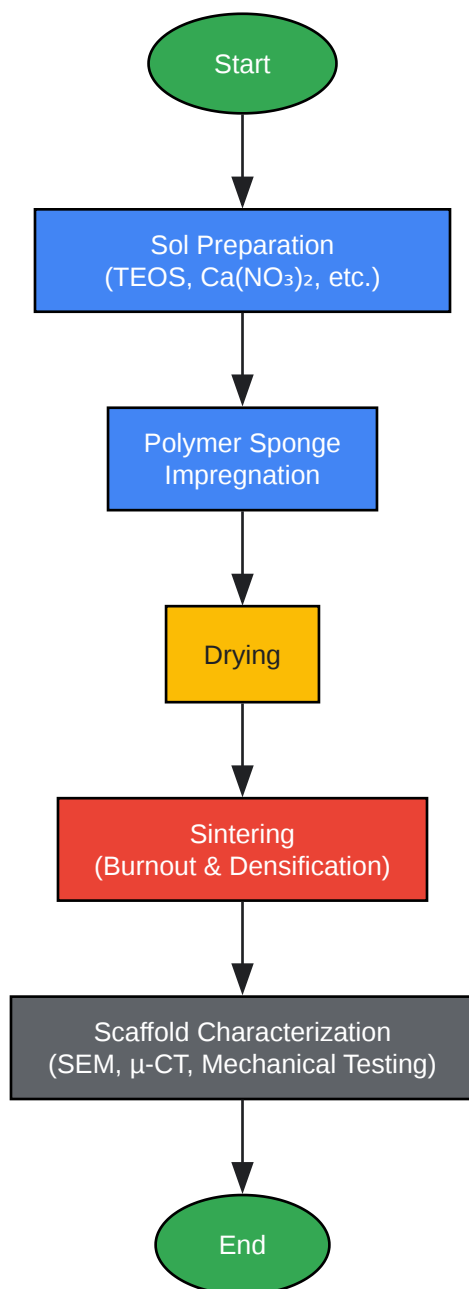 Start
Sol Preparation
(TEOS, Ca(NO₃)₂, etc.)
Polymer Sponge
Impregnation
Drying
Sintering
(Burnout & Densification)
Scaffold Characterization
(SEM, µ-CT, Mechanical Testing)
End